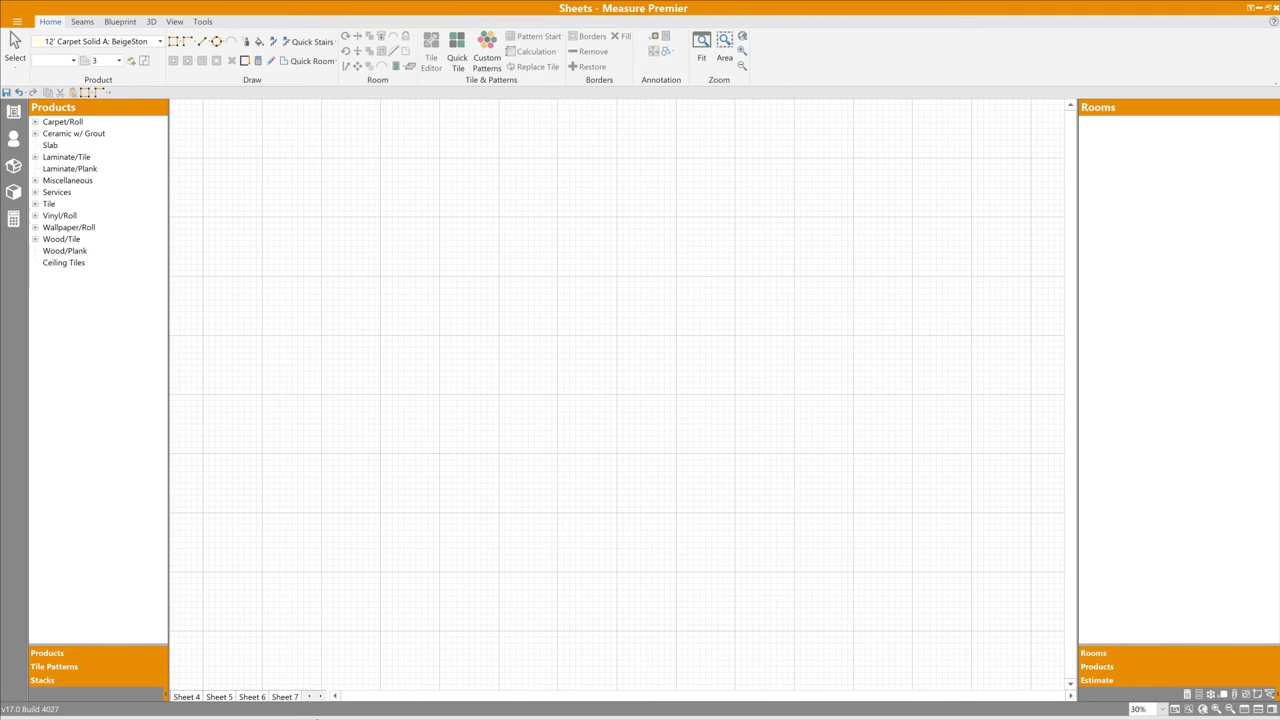 Sheets - Measure Premier
Home Seams Blueprint 3D View Tools
12' Carpet Solid A: BeigeSton
Quick Stairs
Pattern Start
Borders Fill
Select
Tile Editor
Quick Tile
Custom Patterns
Calculation
Remove
Fit
Area
3
Quick Room
Replace Tile
Restore
Product Draw Room Tile & Patterns Borders Annotation Zoom
Products
Carpet/Roll
Ceramic w/ Grout
Slab
Laminate/Tile
Laminate/Plank
Miscellaneous
Services
Tile
Vinyl/Roll
Wallpaper/Roll
Wood/Tile
Wood/Plank
Ceiling Tiles
Products
Tile Patterns
Stacks
Rooms
Rooms
Products
Estimate
Sheet 4 Sheet 5 Sheet 6 Sheet 7
v17.0 Build 4027
30%